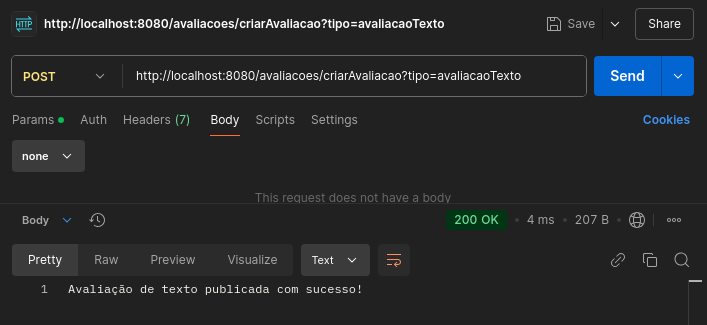 HTTP http://localhost:8080/avaliacoes/criarAvaliacao?tipo=avaliacaoTexto Save Share
POST http://localhost:8080/avaliacoes/criarAvaliacao?tipo=avaliacaoTexto Send
Params Auth Headers (7) Body Scripts Settings Cookies
none
This request does not have a body
Body 200 OK • 4 ms • 207 B
Pretty Raw Preview Visualize Text
1 Avaliação de texto publicada com sucesso!